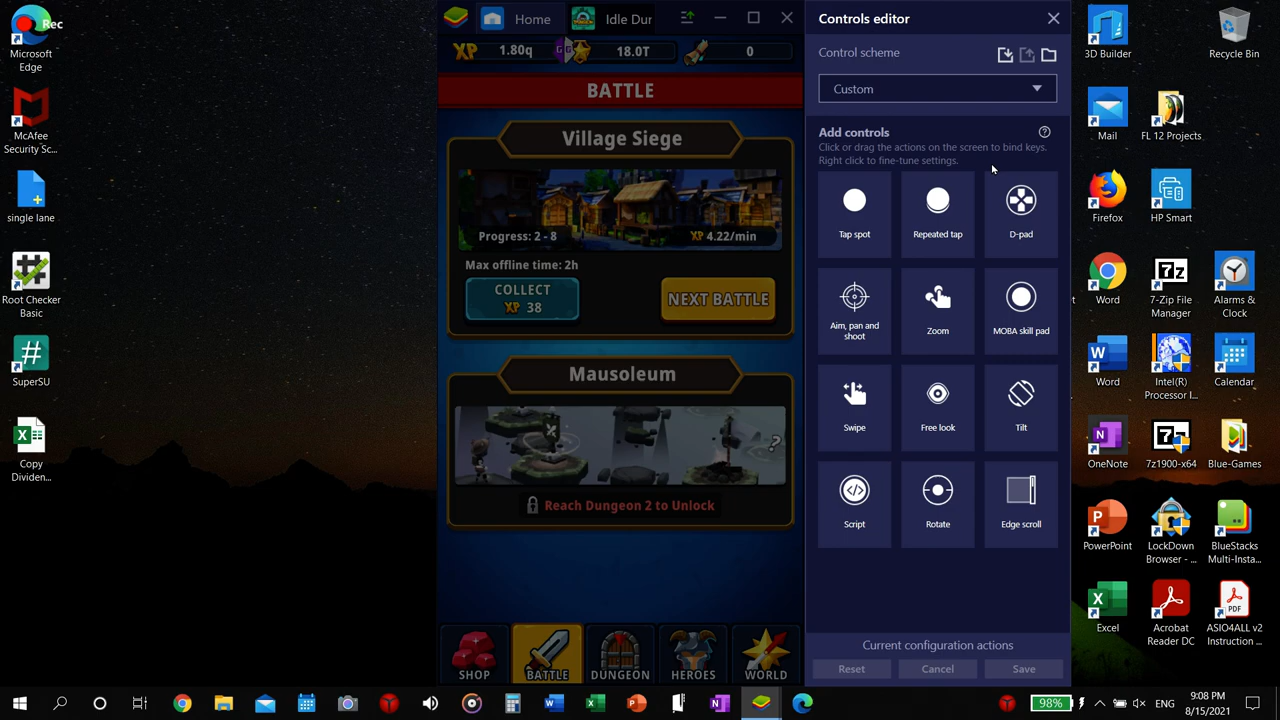 Rec
Microsoft
Edge
McAfee
Security Sc...
single lane
Root Checker
Basic
SuperSU
Copy
Dividen...
Home
Idle Dur
XP 1.80q
18.0T
0
BATTLE
Village Siege
Progress: 2 - 8
XP 4.22/min
Max offline time: 2h
COLLECT
XP 38
NEXT BATTLE
Mausoleum
?
Reach Dungeon 2 to Unlock
SHOP
BATTLE
DUNGEON
HEROES
WORLD
Controls editor
Control scheme
Custom
Add controls
Click or drag the actions on the screen to bind keys.
Right click to fine-tune settings.
Tap spot
Repeated tap
D-pad
Aim, pan and
shoot
Zoom
MOBA skill pad
Swipe
Free look
Tilt
Script
Rotate
Edge scroll
Current configuration actions
Reset
Cancel
Save
3D Builder
Recycle Bin
Mail
FL 12 Projects
Firefox
HP Smart
Word
7-Zip File
Manager
Alarms &
Clock
Word
Intel(R)
Processor I...
Calendar
OneNote
7z1900-x64
Blue-Games
PowerPoint
LockDown
Browser - ...
BlueStacks
Multi-Insta...
Excel
Acrobat
Reader DC
ASIO4ALL v2
Instruction ...
98%
ENG
9:08 PM
8/15/2021